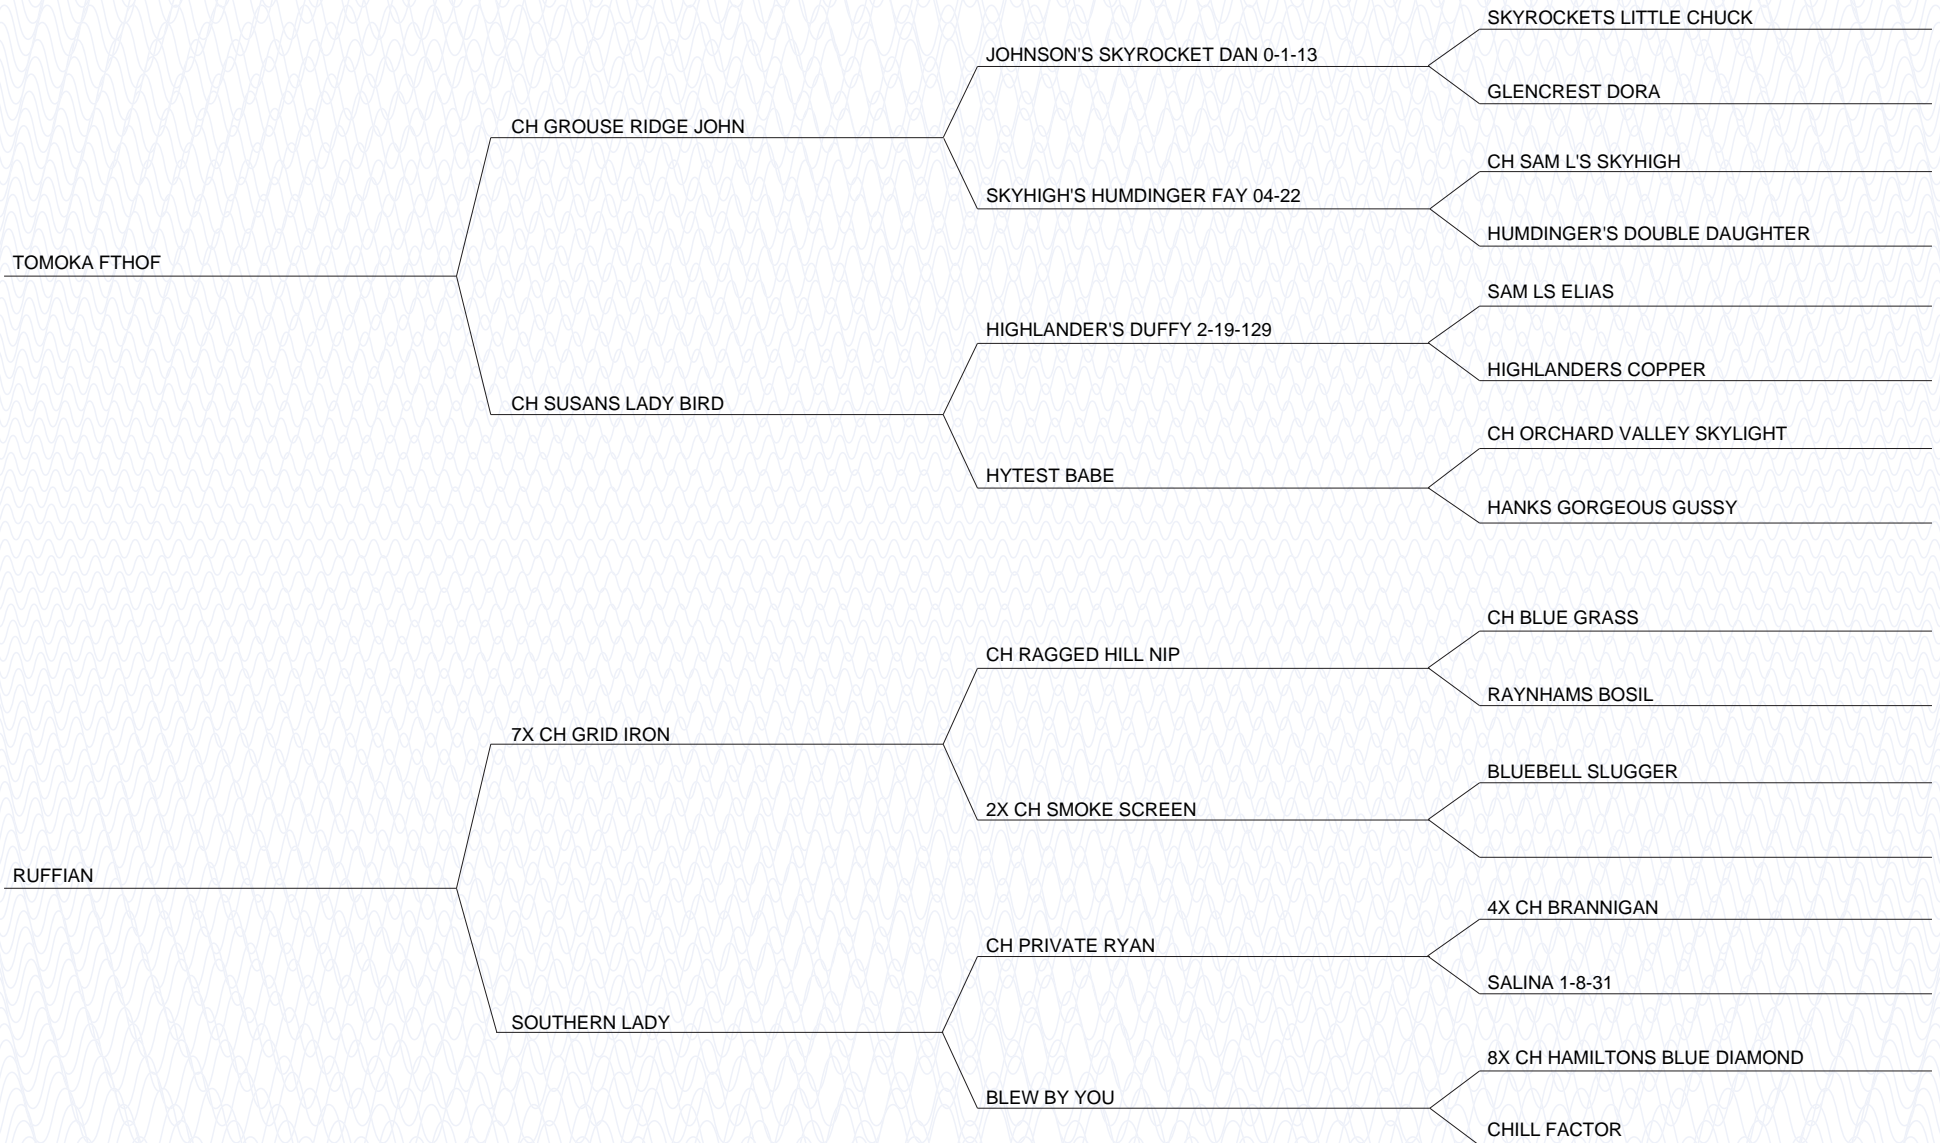 SKYROCKETS LITTLE CHUCK
JOHNSON'S SKYROCKET DAN 0-1-13
GLENCREST DORA
CH GROUSE RIDGE JOHN
CH SAM L'S SKYHIGH
SKYHIGH'S HUMDINGER FAY 04-22
HUMDINGER'S DOUBLE DAUGHTER
TOMOKA FTHOF
SAM LS ELIAS
HIGHLANDER'S DUFFY 2-19-129
HIGHLANDERS COPPER
CH SUSANS LADY BIRD
CH ORCHARD VALLEY SKYLIGHT
HYTEST BABE
HANKS GORGEOUS GUSSY
CH BLUE GRASS
CH RAGGED HILL NIP
RAYNHAMS BOSIL
7X CH GRID IRON
BLUEBELL SLUGGER
2X CH SMOKE SCREEN
RUFFIAN
4X CH BRANNIGAN
CH PRIVATE RYAN
SALINA 1-8-31
SOUTHERN LADY
8X CH HAMILTONS BLUE DIAMOND
BLEW BY YOU
CHILL FACTOR